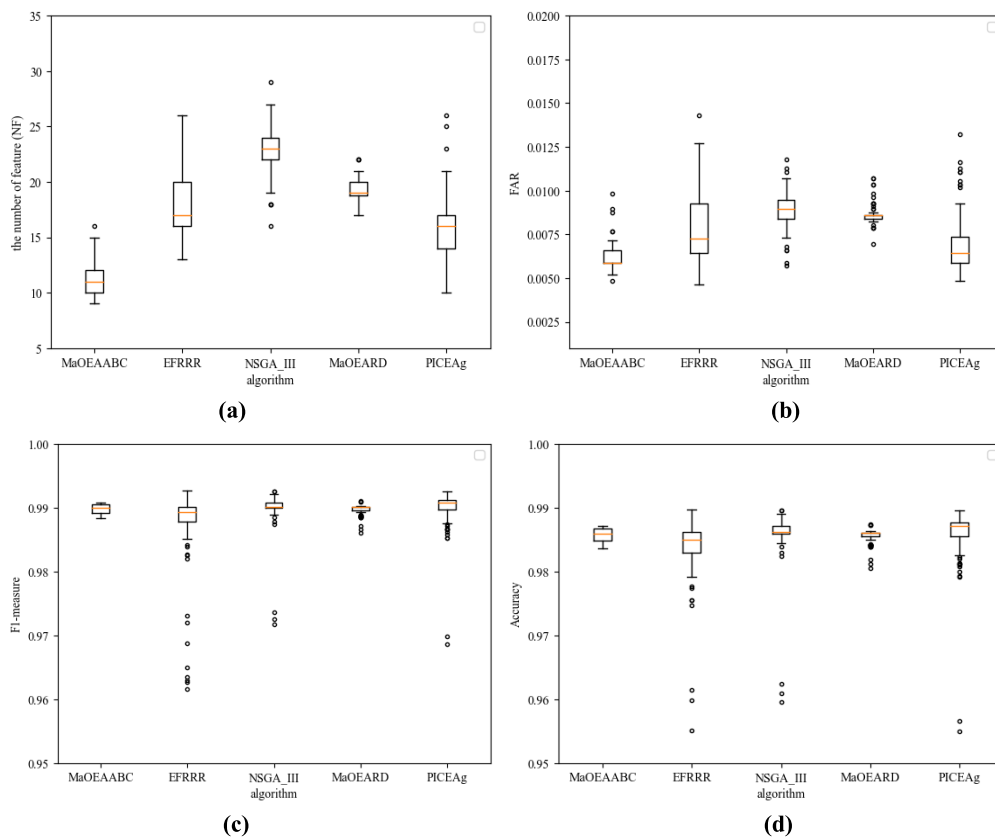 35
30
25
20
15
10
5
the number of feature (NF)
MaOEAABC EFRRR NSGA_III MaOEARD PICEAg
algorithm
(a)
0.0200
0.0175
0.0150
0.0125
0.0100
0.0075
0.0050
0.0025
FAR
MaOEAABC EFRRR NSGA_III MaOEARD PICEAg
algorithm
(b)
1.00
0.99
0.98
0.97
0.96
0.95
F1-measure
MaOEAABC EFRRR NSGA_III MaOEARD PICEAg
algorithm
(c)
1.00
0.99
0.98
0.97
0.96
0.95
Accuracy
MaOEAABC EFRRR NSGA_III MaOEARD PICEAg
algorithm
(d)